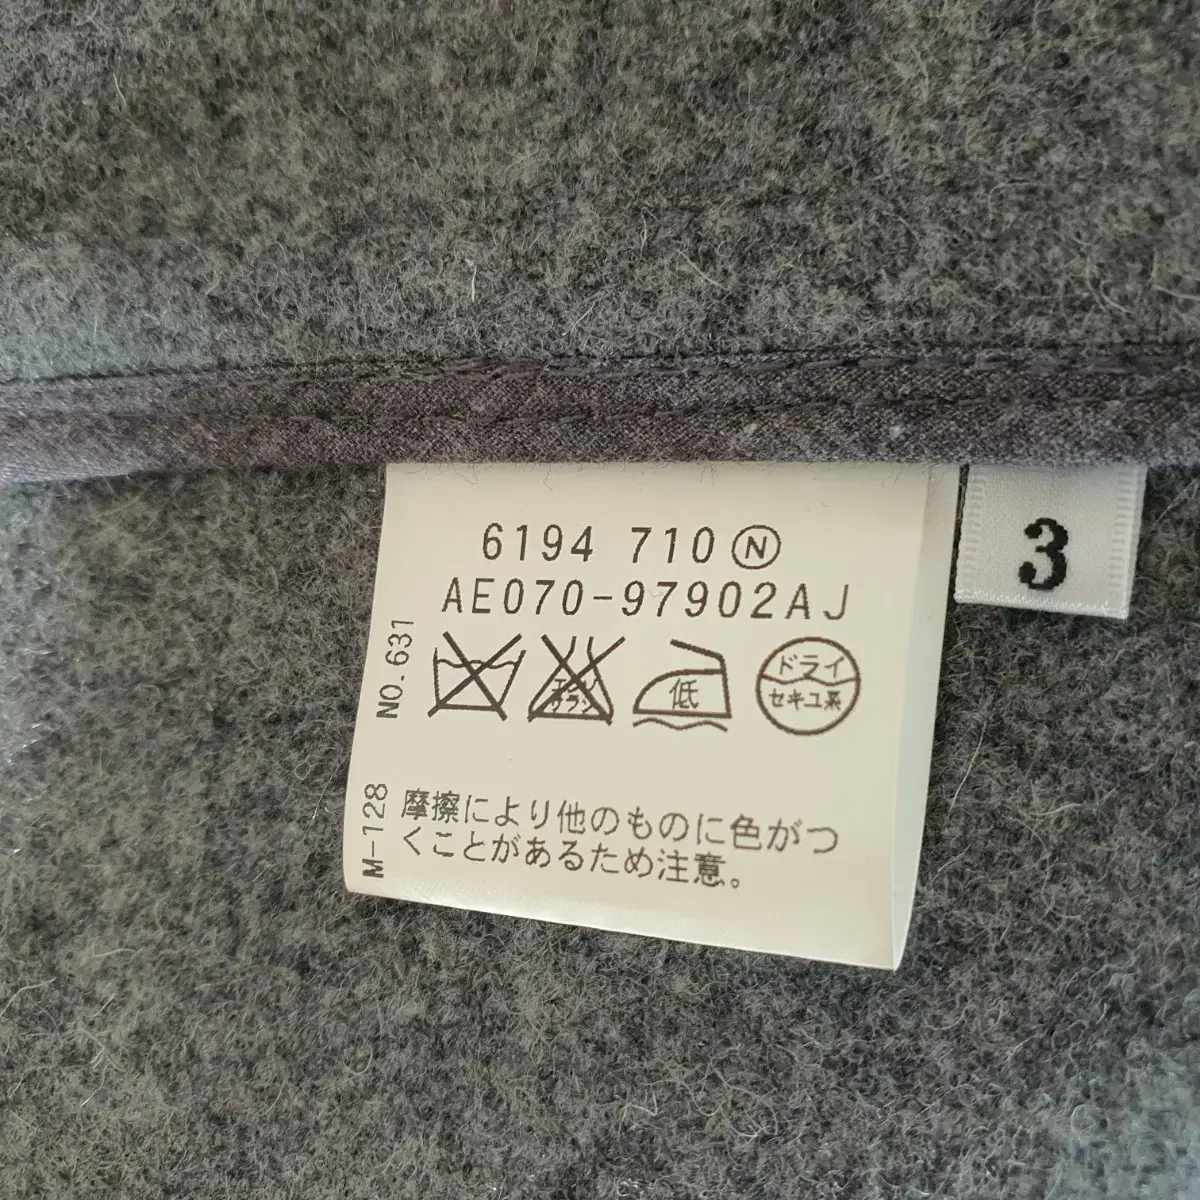 6194 710 Ⓝ
AE070-97902AJ
3
NO.631
低
ドライ
セキユ系
M-128
摩擦により他のものに色がつ
くことがあるため注意。